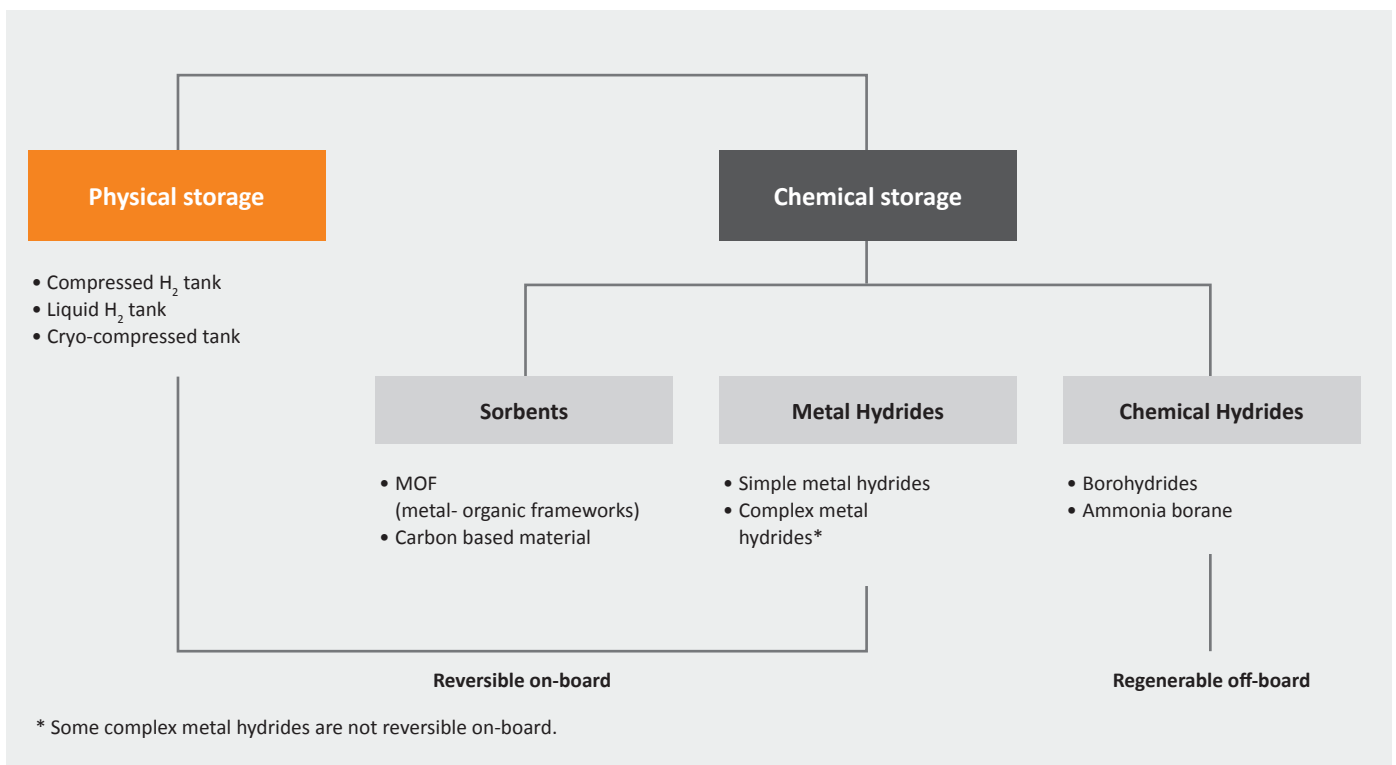 Physical storage
Chemical storage
• Compressed H₂ tank
• Liquid H₂ tank
• Cryo-compressed tank
Sorbents
Metal Hydrides
Chemical Hydrides
• MOF
(metal- organic frameworks)
• Carbon based material
• Simple metal hydrides
• Complex metal
hydrides*
• Borohydrides
• Ammonia borane
Reversible on-board
Regenerable off-board
* Some complex metal hydrides are not reversible on-board.